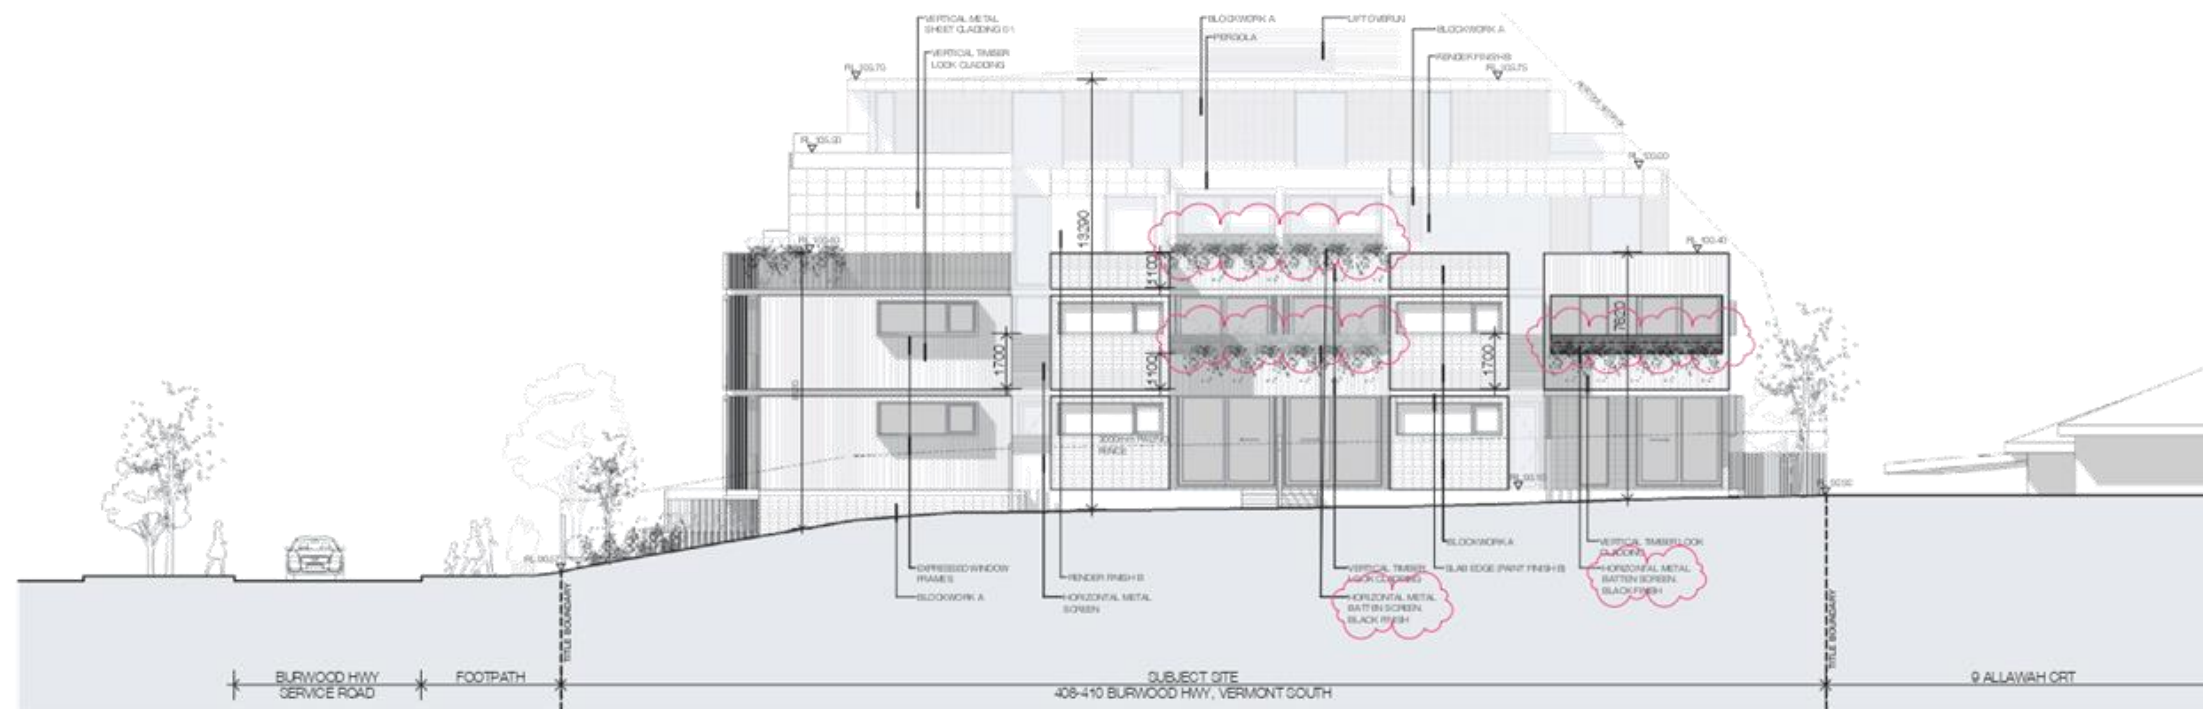 VERTICAL METAL
SHEET CLADDING 01
VERTICAL TIMBER
LOOK CLADDING
BLOCKWORK A
PERGOLA
LIFT OVERUN
BLOCKWORK A
RENDER FINISH B
13290
1100
1700
1100
1700
7620
EXPRESSED WINDOW
FRAMES
BLOCKWORK A
RENDER FINISH B
HORIZONTAL METAL
SCREEN
VERTICAL TIMBER
LOOK CLADDING
HORIZONTAL METAL
BATTEN SCREEN.
BLACK FINISH
BLOCKWORK A
SLAB EDGE (PAINT FINISH B)
VERTICAL TIMBER LOOK
CLADDING
HORIZONTAL METAL
BATTEN SCREEN.
BLACK FINISH
TITLE BOUNDARY
TITLE BOUNDARY
BURWOOD HWY
SERVICE ROAD
FOOTPATH
SUBJECT SITE
408-410 BURWOOD HWY, VERMONT SOUTH
9 ALLAWAH CRT